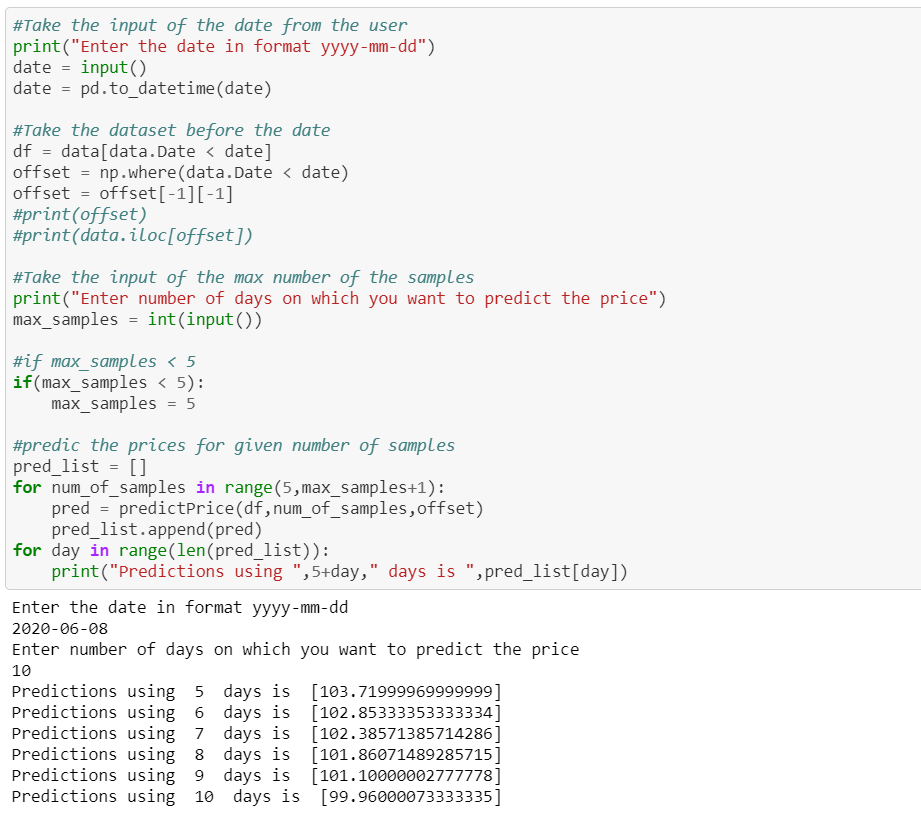 #Take the input of the date from the user
print("Enter the date in format yyyy-mm-dd")
date = input()
date = pd.to_datetime(date)

#Take the dataset before the date
df = data[data.Date < date]
offset = np.where(data.Date < date)
offset = offset[-1][-1]
#print(offset)
#print(data.iloc[offset])

#Take the input of the max number of the samples
print("Enter number of days on which you want to predict the price")
max_samples = int(input())

#if max_samples < 5
if(max_samples < 5):
    max_samples = 5

#predic the prices for given number of samples
pred_list = []
for num_of_samples in range(5,max_samples+1):
    pred = predictPrice(df,num_of_samples,offset)
    pred_list.append(pred)
for day in range(len(pred_list)):
    print("Predictions using ",5+day," days is ",pred_list[day])
Enter the date in format yyyy-mm-dd
2020-06-08
Enter number of days on which you want to predict the price
10
Predictions using  5  days is  [103.71999969999999]
Predictions using  6  days is  [102.85333353333334]
Predictions using  7  days is  [102.38571385714286]
Predictions using  8  days is  [101.86071489285715]
Predictions using  9  days is  [101.10000002777778]
Predictions using  10  days is  [99.96000073333335]